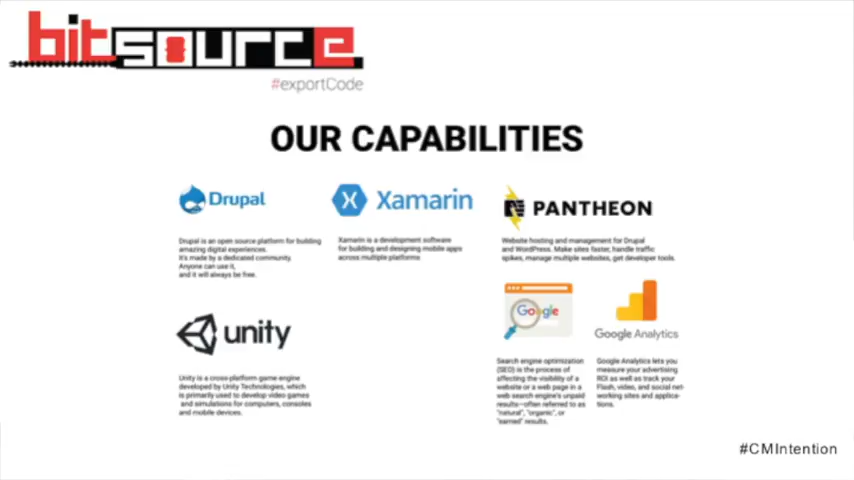 bitsource
#exportCode
OUR CAPABILITIES
Drupal
Drupal is an open source platform for building
amazing digital experiences.
It's made by a dedicated community.
Anyone can use it,
and it will always be free.
Xamarin
Xamarin is a development software
for building and designing mobile apps
across multiple platforms
PANTHEON
Website hosting and management for Drupal
and WordPress. Make sites faster, handle traffic
spikes, manage multiple websites, get developer tools.
unity
Unity is a cross-platform game engine
developed by Unity Technologies, which
is primarily used to develop video games
and simulations for computers, consoles
and mobile devices.
Google
Search engine optimization
(SEO) is the process of
affecting the visibility of a
website or a web page in a
web search engine's unpaid
results—often referred to as
"natural", "organic", or
"earned" results.
Google Analytics
Google Analytics lets you
measure your advertising
ROI as well as track your
Flash, video, and social net-
working sites and applica-
tions.
#CMIntention